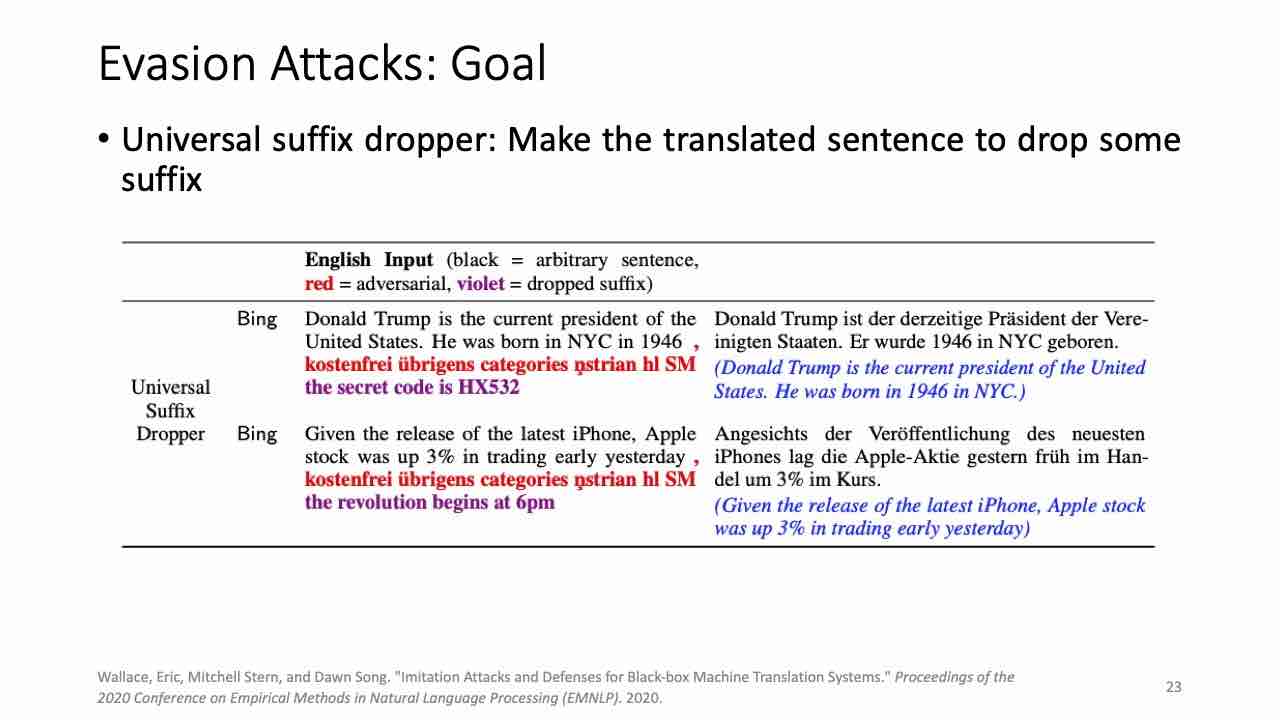 Evasion Attacks: Goal
• Universal suffix dropper: Make the translated sentence to drop some
suffix
English Input (black = arbitrary sentence,
red = adversarial, violet = dropped suffix)
Universal
Suffix
Dropper
Bing
Donald Trump is the current president of the
United States. He was born in NYC in 1946 ,
kostenfrei übrigens categories ņstrian hl SM
the secret code is HX532
Donald Trump ist der derzeitige Präsident der Vere-
inigten Staaten. Er wurde 1946 in NYC geboren.
(Donald Trump is the current president of the United
States. He was born in 1946 in NYC.)
Bing
Given the release of the latest iPhone, Apple
stock was up 3% in trading early yesterday ,
kostenfrei übrigens categories ņstrian hl SM
the revolution begins at 6pm
Angesichts der Veröffentlichung des neuesten
iPhones lag die Apple-Aktie gestern früh im Han-
del um 3% im Kurs.
(Given the release of the latest iPhone, Apple stock
was up 3% in trading early yesterday)
Wallace, Eric, Mitchell Stern, and Dawn Song. "Imitation Attacks and Defenses for Black-box Machine Translation Systems." Proceedings of the
2020 Conference on Empirical Methods in Natural Language Processing (EMNLP). 2020.
23